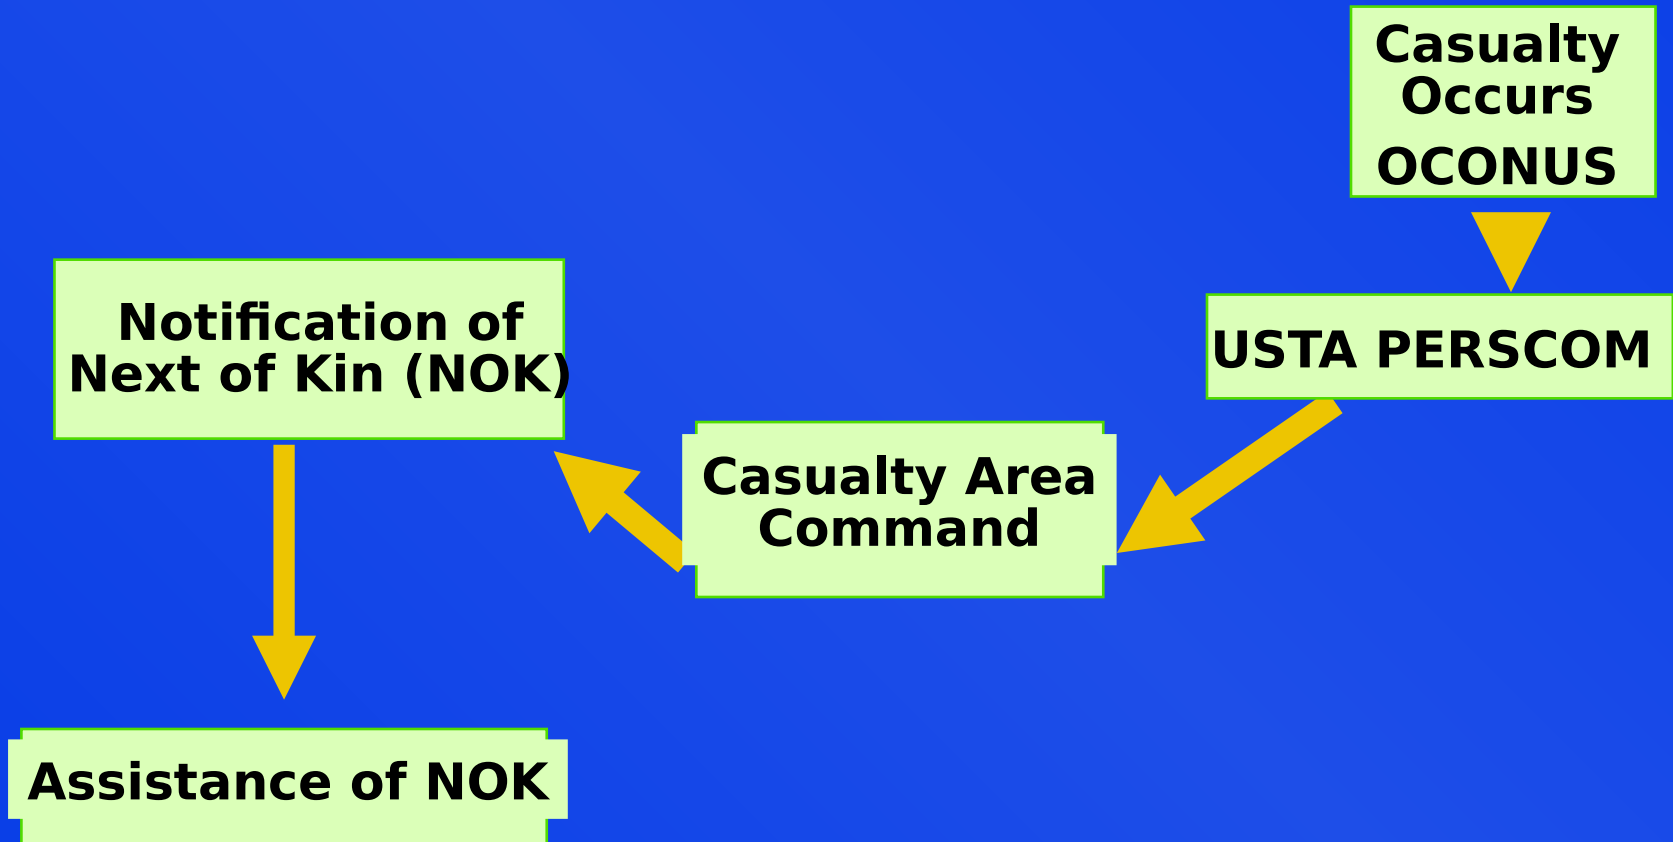 Casualty
Occurs
OCONUS
USTA PERSCOM
Casualty Area
Command
Notification of
Next of Kin (NOK)
Assistance of NOK